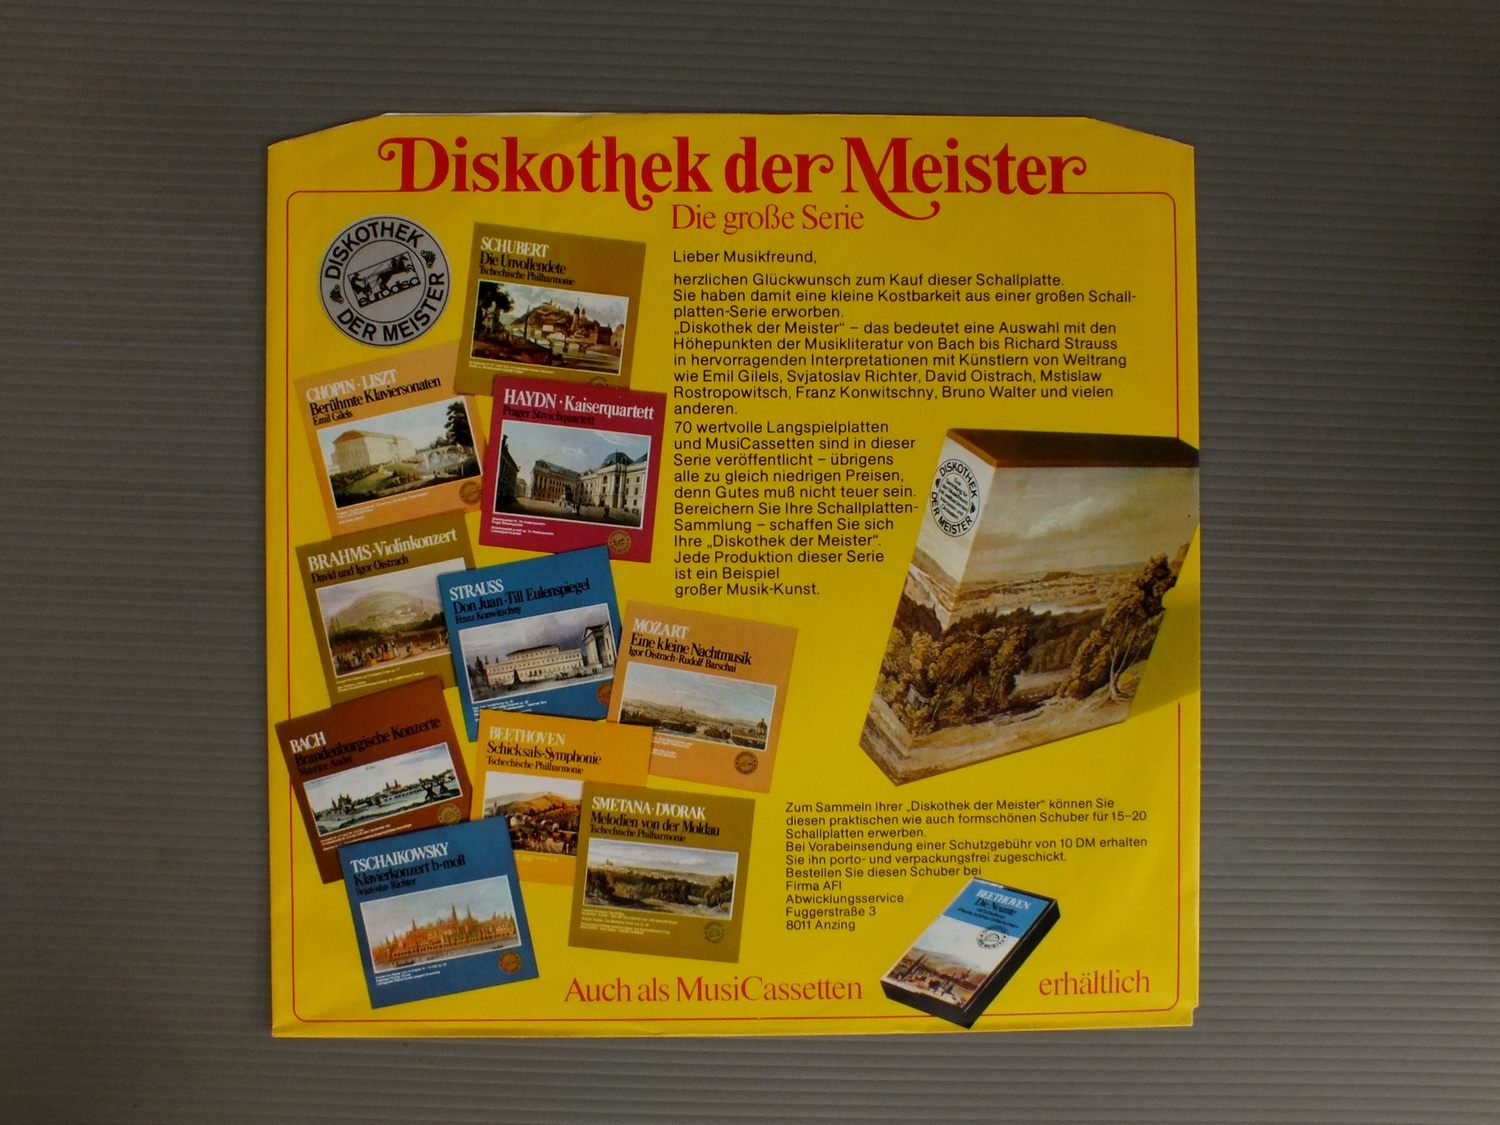 Diskothek der Meister
Die große Serie
DISKOTHEK
eurodisc
DER MEISTER
SCHUBERT
Die Unvollendete
Tschechische Philharmonie
CHOPIN · LISZT
Berühmte Klaviersonaten
Emil Gilels
HAYDN · Kaiserquartett
Prager Streichquartett
BRAHMS · Violinkonzert
David und Igor Oistrach
STRAUSS
Don Juan · Till Eulenspiegel
Franz Konwitschny
MOZART
Eine kleine Nachtmusik
Igor Oistrach · Rudolf Barschai
BACH
Brandenburgische Konzerte
Maurice André
BEETHOVEN
Schicksals-Symphonie
Tschechische Philharmonie
SMETANA · DVORAK
Melodien von der Moldau
Tschechische Philharmonie
TSCHAIKOWSKY
Klavierkonzert b-moll
Svjatoslav Richter
Lieber Musikfreund,
herzlichen Glückwunsch zum Kauf dieser Schallplatte.
Sie haben damit eine kleine Kostbarkeit aus einer großen Schall-
platten-Serie erworben.
„Diskothek der Meister“ – das bedeutet eine Auswahl mit den
Höhepunkten der Musikliteratur von Bach bis Richard Strauss
in hervorragenden Interpretationen mit Künstlern von Weltrang
wie Emil Gilels, Svjatoslav Richter, David Oistrach, Mstislaw
Rostropowitsch, Franz Konwitschny, Bruno Walter und vielen
anderen.
70 wertvolle Langspielplatten
und MusiCassetten sind in dieser
Serie veröffentlicht – übrigens
alle zu gleich niedrigen Preisen,
denn Gutes muß nicht teuer sein.
Bereichern Sie Ihre Schallplatten-
Sammlung – schaffen Sie sich
Ihre „Diskothek der Meister“.
Jede Produktion dieser Serie
ist ein Beispiel
großer Musik-Kunst.
DISKOTHEK
DER MEISTER
Zum Sammeln Ihrer „Diskothek der Meister“ können Sie
diesen praktischen wie auch formschönen Schuber für 15–20
Schallplatten erwerben.
Bei Vorabeinsendung einer Schutzgebühr von 10 DM erhalten
Sie ihn porto- und verpackungsfrei zugeschickt.
Bestellen Sie diesen Schuber bei
Firma AFI
Abwicklungsservice
Fuggerstraße 3
8011 Anzing
BEETHOVEN
Die Neunte
Auch als MusiCassetten erhältlich